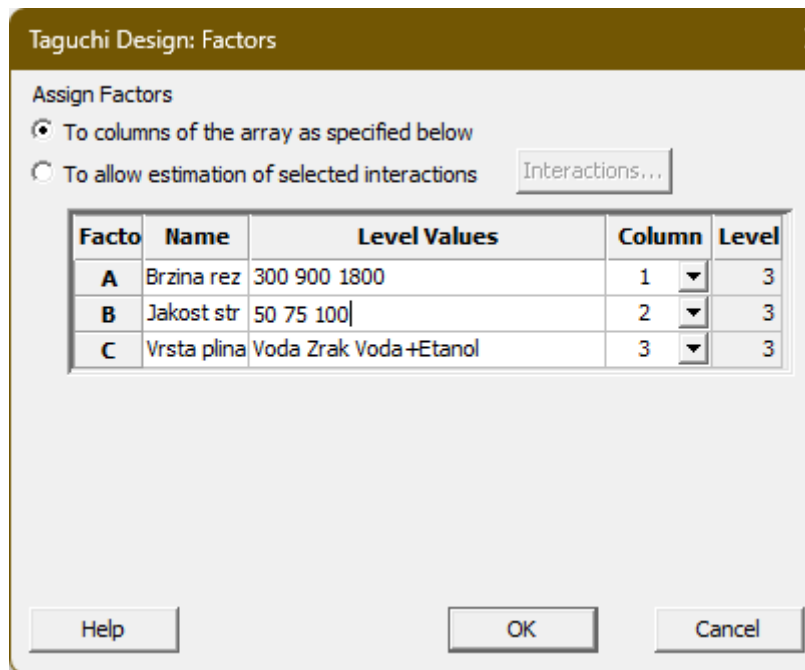 Taguchi Design: Factors
Assign Factors
To columns of the array as specified below
To allow estimation of selected interactions Interactions...
Facto Name Level Values Column Level
A Brzina rez 300 900 1800 1 3
B Jakost str 50 75 100 2 3
C Vrsta plina Voda Zrak Voda+Etanol 3 3
Help OK Cancel